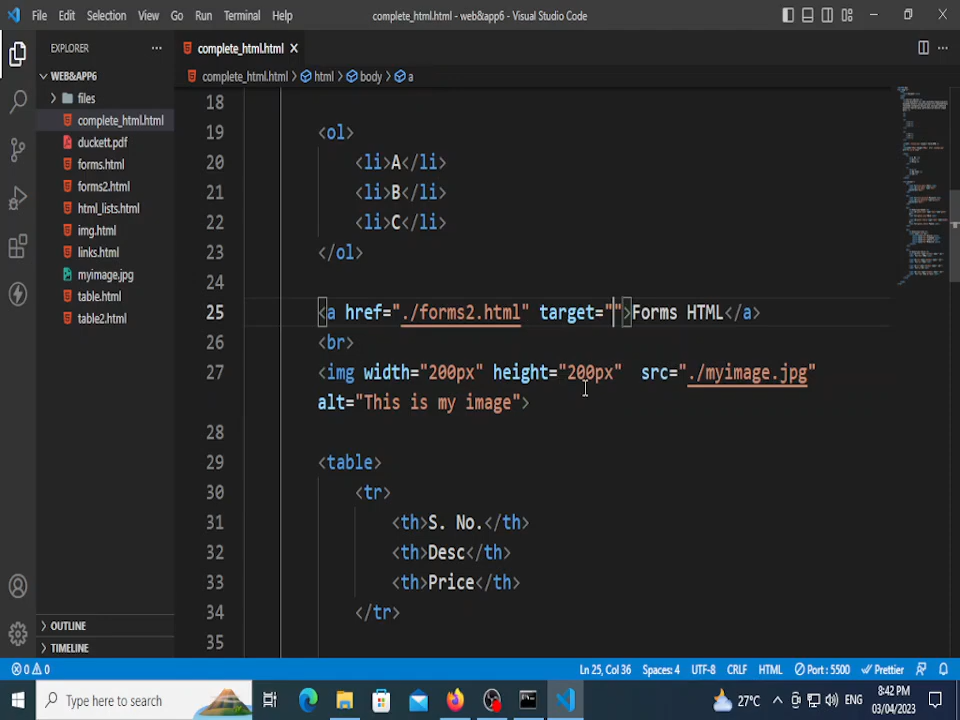 File Edit Selection View Go Run Terminal Help complete_html.html - web&app6 - Visual Studio Code
EXPLORER
WEB&APP6
files
complete_html.html
duckett.pdf
forms.html
forms2.html
html_lists.html
img.html
links.html
myimage.jpg
table.html
table2.html
OUTLINE
TIMELINE
complete_html.html
complete_html.html > html > body > a
18
19 <ol>
20 <li>A</li>
21 <li>B</li>
22 <li>C</li>
23 </ol>
24
25 <a href="./forms2.html" target="">Forms HTML</a>
26 <br>
27 <img width="200px" height="200px"  src="./myimage.jpg"
alt="This is my image">
28
29 <table>
30 <tr>
31 <th>S. No.</th>
32 <th>Desc</th>
33 <th>Price</th>
34 </tr>
35
0 0 Ln 25, Col 36 Spaces: 4 UTF-8 CRLF HTML Port : 5500 Prettier
Type here to search 27°C ENG 8:42 PM
03/04/2023